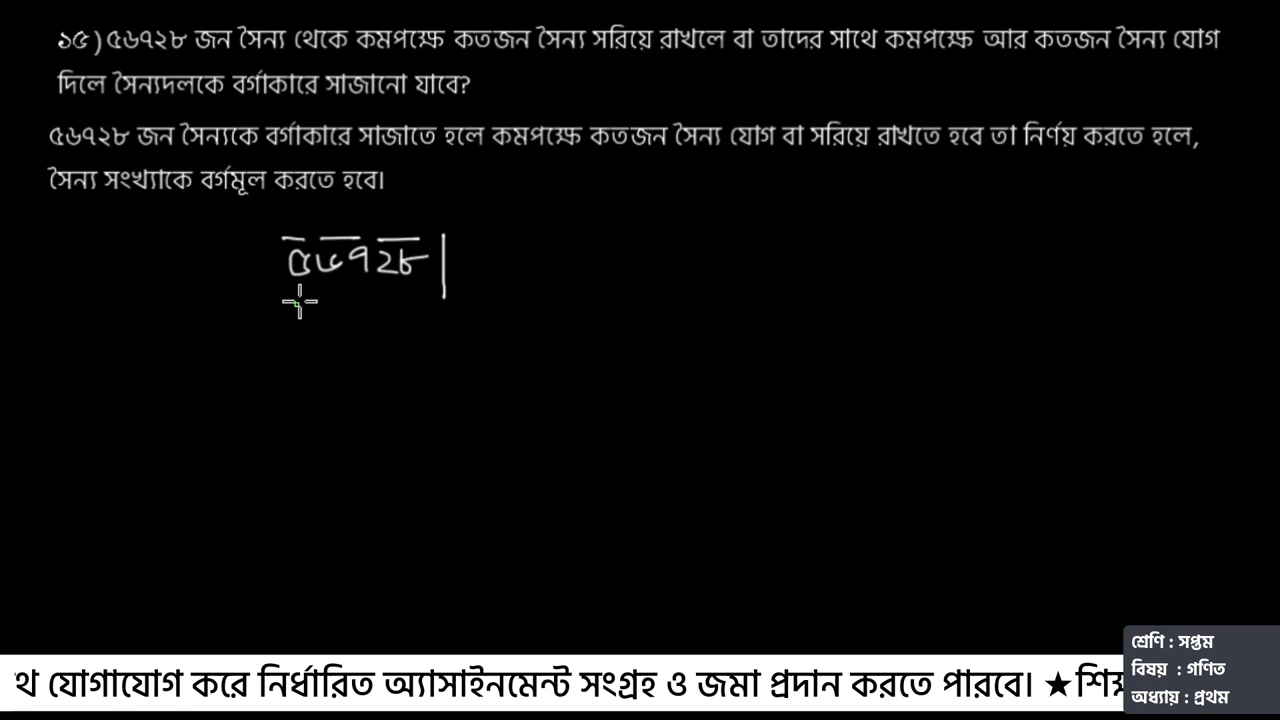 ১৫) ৫৬৭২৮ জন সৈন্য থেকে কমপক্ষে কতজন সৈন্য সরিয়ে রাখলে বা তাদের সাথে কমপক্ষে আর কতজন সৈন্য যোগ
দিলে সৈন্যদলকে বর্গাকারে সাজানো যাবে?
৫৬৭২৮ জন সৈন্যকে বর্গাকারে সাজাতে হলে কমপক্ষে কতজন সৈন্য যোগ বা সরিয়ে রাখতে হবে তা নির্ণয় করতে হলে,
সৈন্য সংখ্যাকে বর্গমূল করতে হবে।
৫৬৭২৮
শ্রেণি : সপ্তম
বিষয় : গণিত
অধ্যায় : প্রথম
থ যোগাযোগ করে নির্ধারিত অ্যাসাইনমেন্ট সংগ্রহ ও জমা প্রদান করতে পারবে। ★শিক্ষ